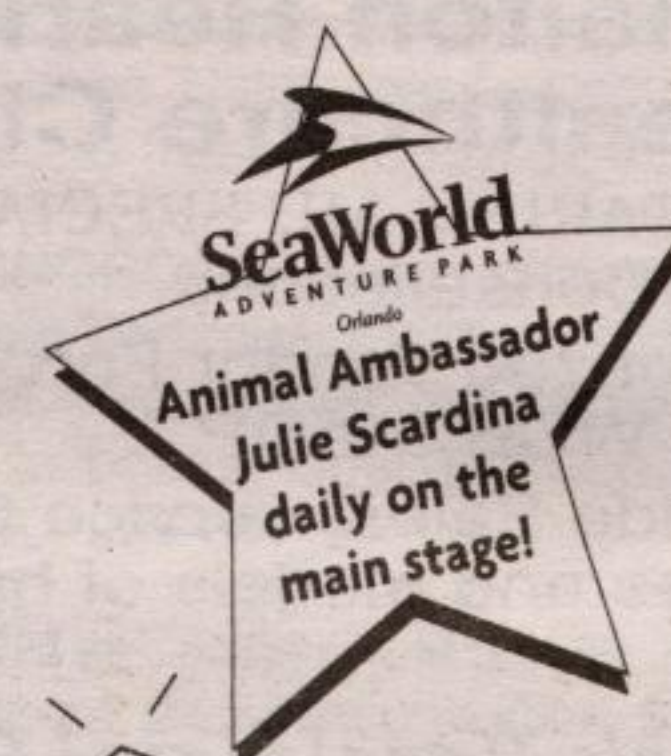 SeaWorld
ADVENTURE PARK
Orlando
Animal Ambassador
Julie Scardina
daily on the
main stage!